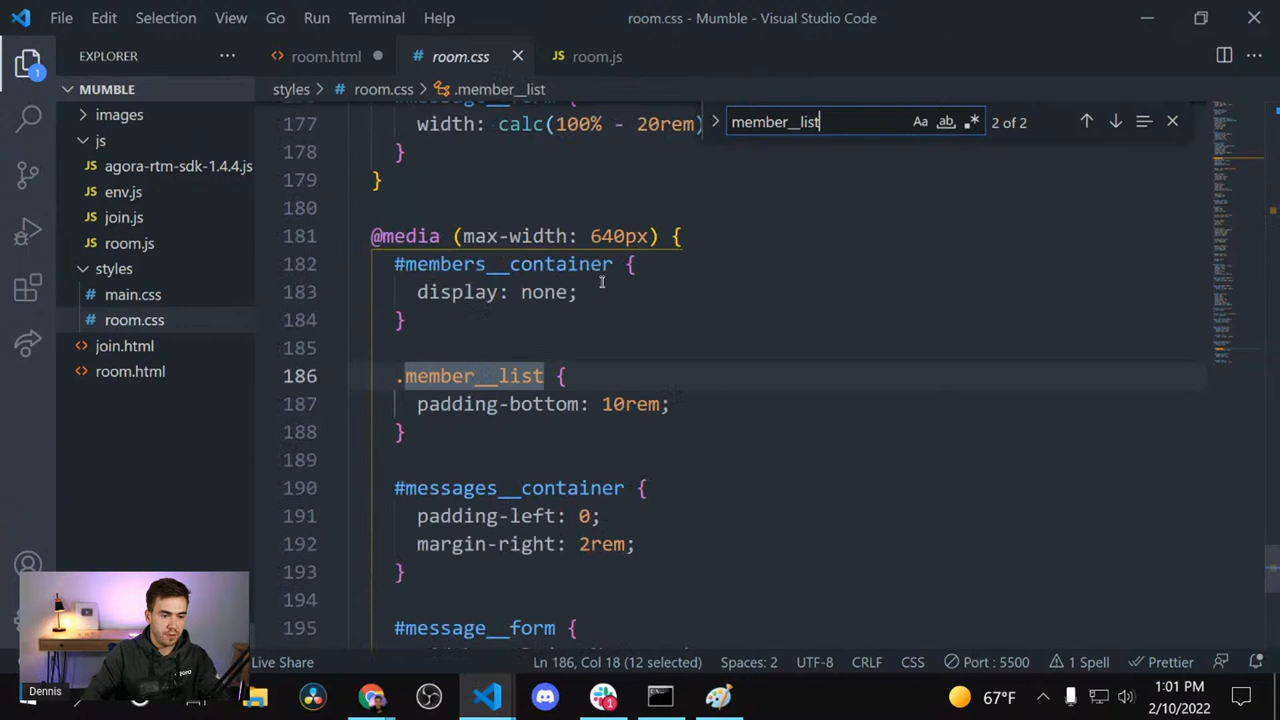 File Edit Selection View Go Run Terminal Help room.css - Mumble - Visual Studio Code
EXPLORER ··· room.html room.css room.js
1 MUMBLE styles > room.css > .member__list
images
js
agora-rtm-sdk-1.4.4.js
env.js
join.js
room.js
styles
main.css
room.css
join.html
room.html
member__list Aa ab 2 of 2
177 width: calc(100% - 20rem)
178 }
179 }
180
181 @media (max-width: 640px) {
182 #members__container {
183 display: none;
184 }
185
186 .member__list {
187 padding-bottom: 10rem;
188 }
189
190 #messages__container {
191 padding-left: 0;
192 margin-right: 2rem;
193 }
194
195 #message__form {
Live Share Ln 186, Col 18 (12 selected) Spaces: 2 UTF-8 CRLF CSS Port : 5500 1 Spell Prettier
Dennis
1
67°F 1:01 PM
2/10/2022